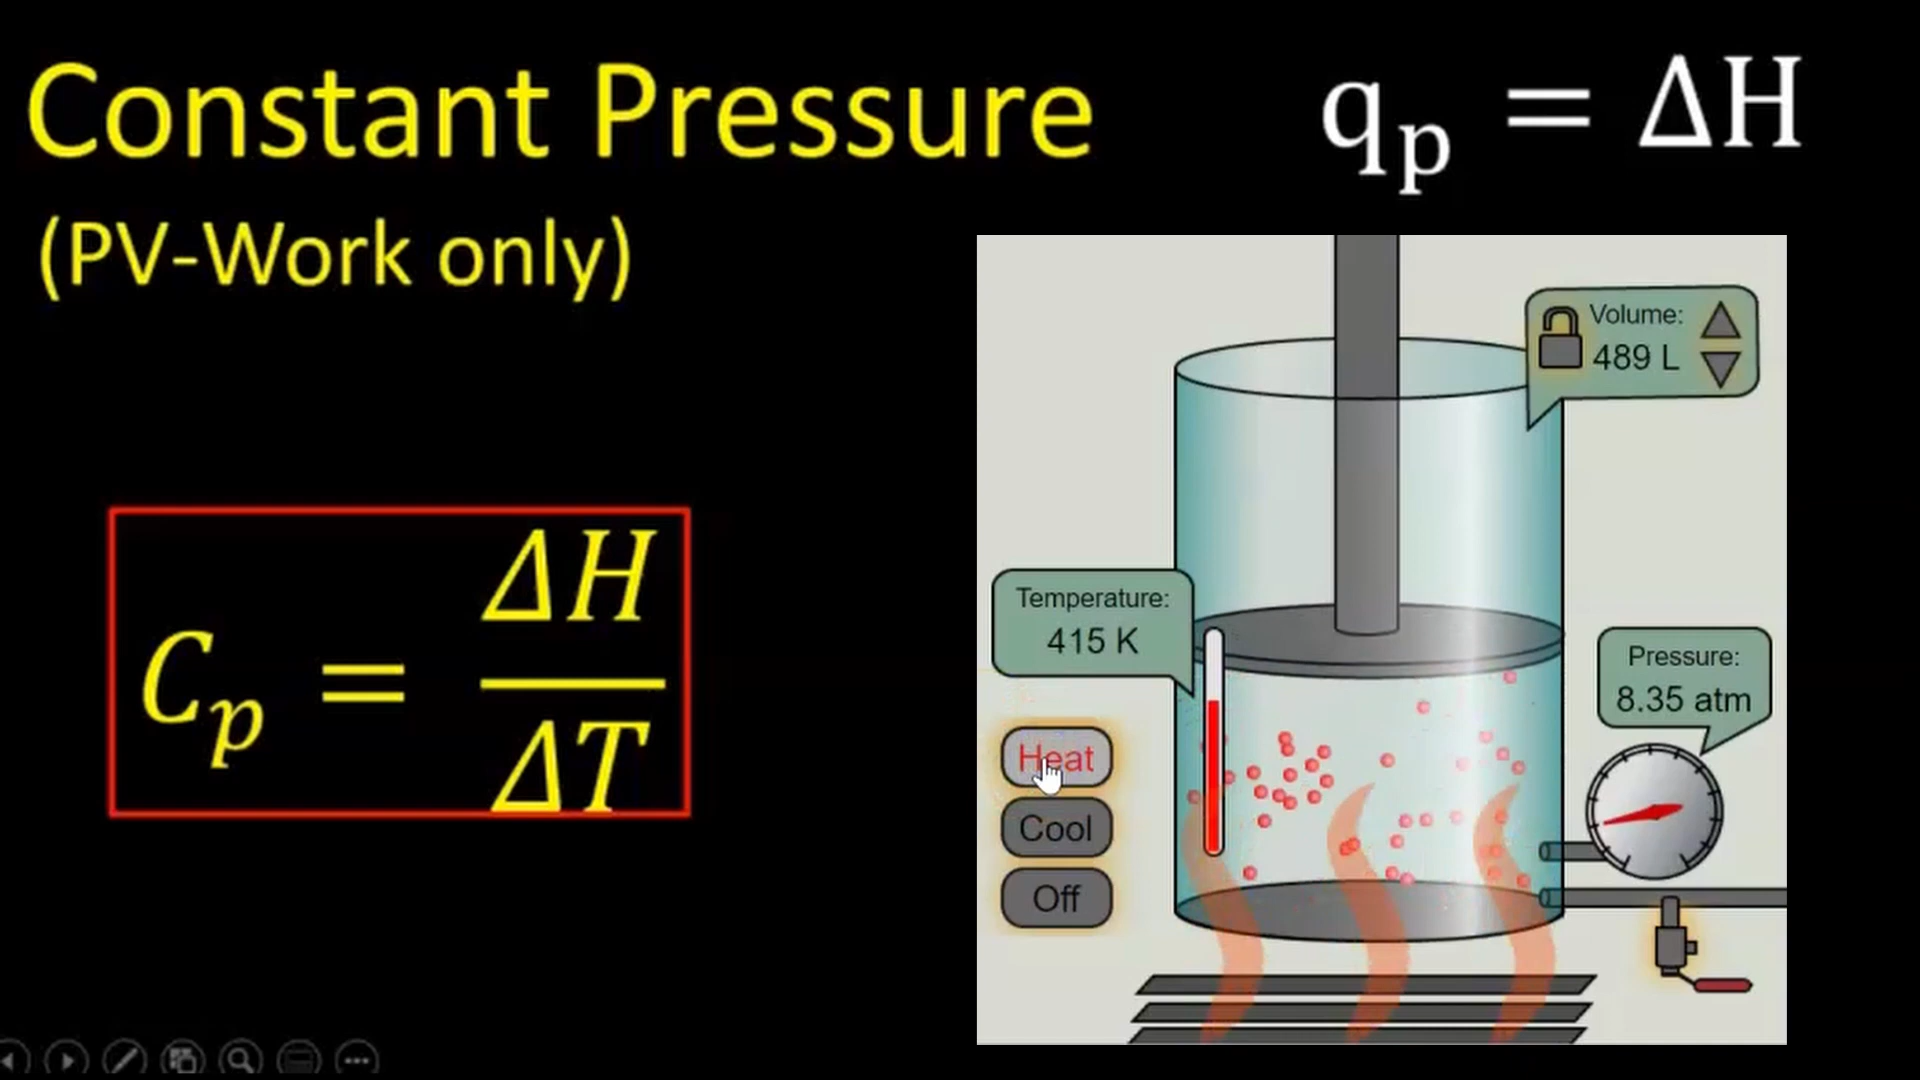 Constant Pressure
q_p = ΔH
(PV-Work only)
Volume:
489 L
C_p = ΔH/ΔT
Temperature:
415 K
Pressure:
8.35 atm
Heat
Cool
Off